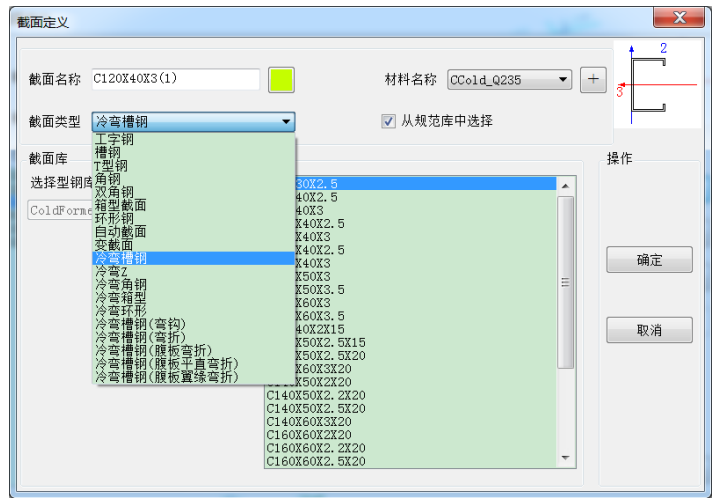 截面定义
截面名称 C120X40X3(1) 材料名称 CCold_Q235 +
2
3
截面类型 冷弯槽钢 从规范库中选择
截面库
选择型钢库
ColdForme
工字钢
槽钢
T型钢
角钢
双角钢
箱型截面
环形钢
自动截面
变截面
冷弯槽钢
冷弯Z
冷弯角钢
冷弯箱型
冷弯环形
冷弯槽钢(弯钩)
冷弯槽钢(弯折)
冷弯槽钢(腹板弯折)
冷弯槽钢(腹板平直弯折)
冷弯槽钢(腹板翼缘弯折)
30X2.5
40X2.5
40X3
X40X2.5
X40X3
X40X2.5
X40X3
X50X3
X50X3.5
X60X3
X60X3.5
40X2X15
X50X2.5X15
X50X2.5X20
X60X3X20
X50X2X20
C140X50X2.2X20
C140X50X2.5X20
C140X60X3X20
C160X60X2X20
C160X60X2.2X20
C160X60X2.5X20
操作
确定
取消